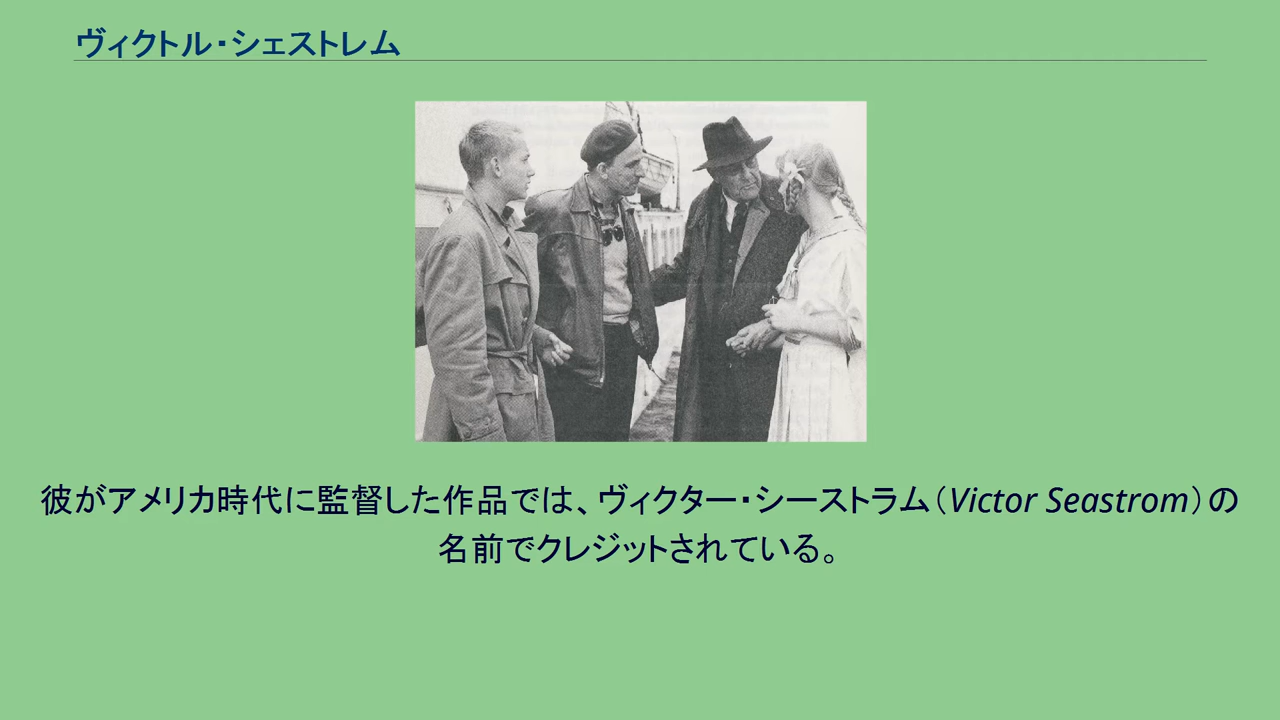 ヴィクトル・シェストレム
彼がアメリカ時代に監督した作品では、ヴィクター・シーストラム（Victor Seastrom）の
名前でクレジットされている。